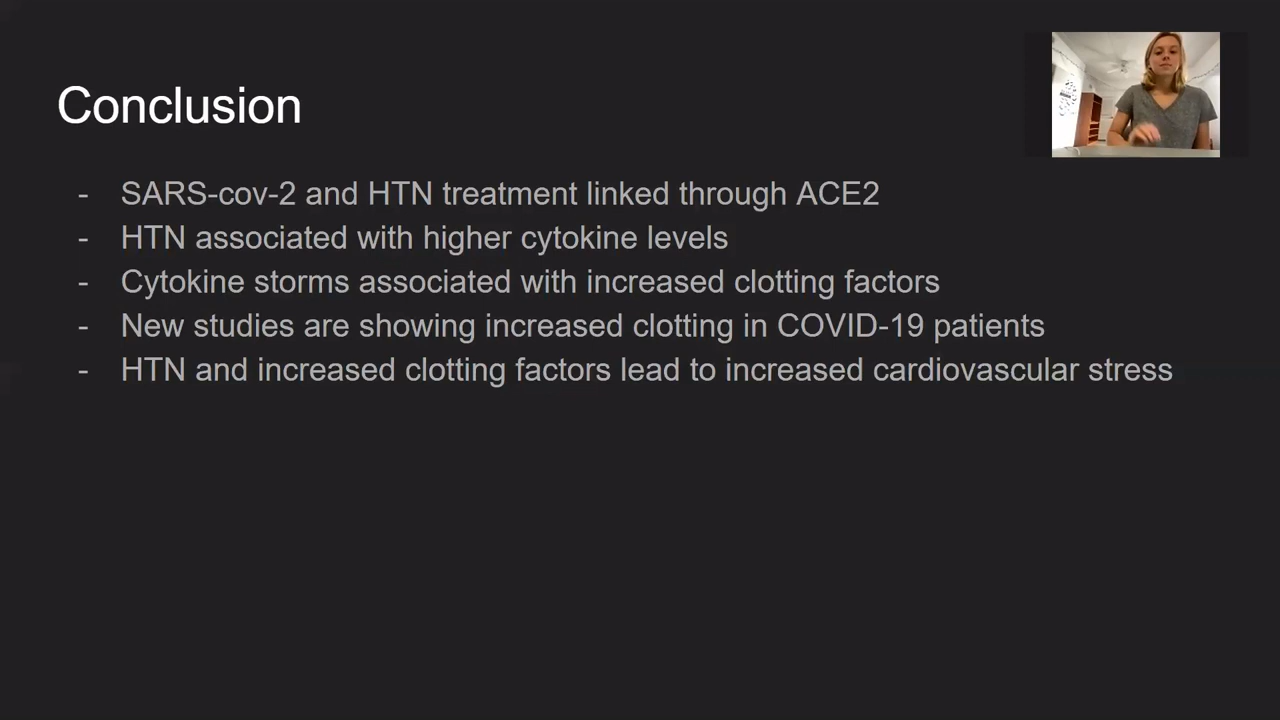 Conclusion
- SARS-cov-2 and HTN treatment linked through ACE2
- HTN associated with higher cytokine levels
- Cytokine storms associated with increased clotting factors
- New studies are showing increased clotting in COVID-19 patients
- HTN and increased clotting factors lead to increased cardiovascular stress